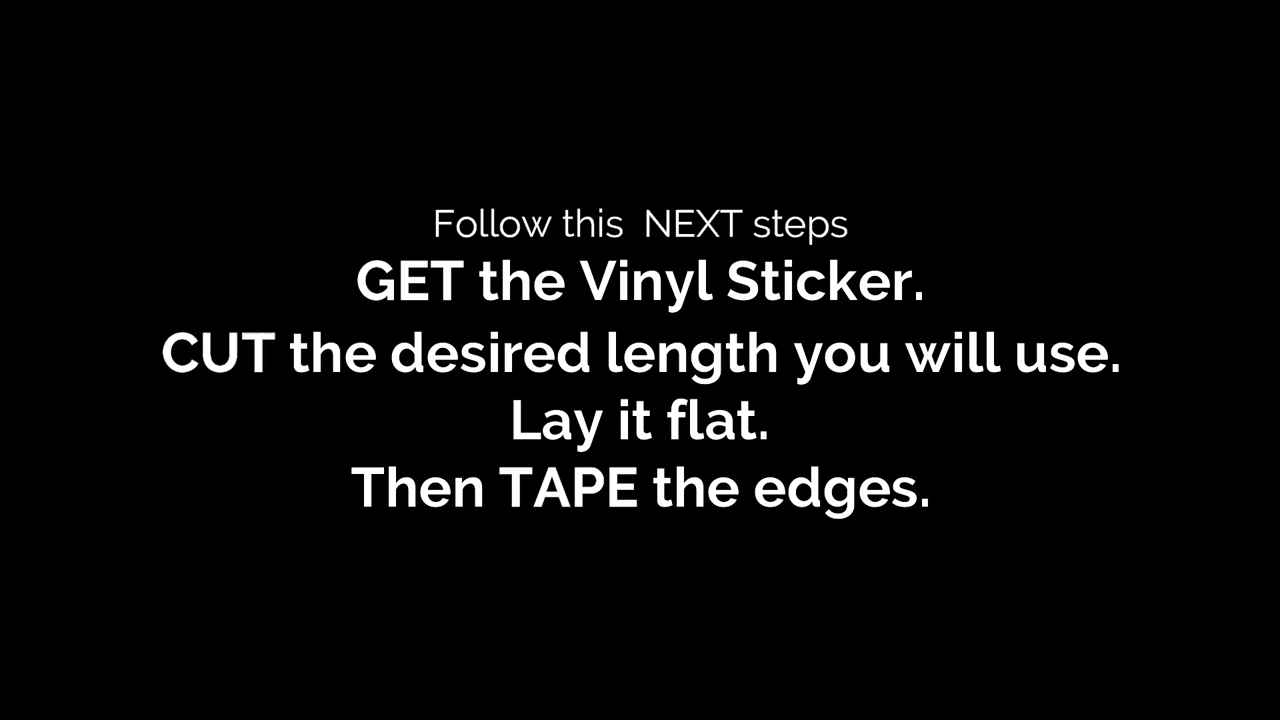 Follow this  NEXT steps
GET the Vinyl Sticker.
CUT the desired length you will use.
Lay it flat.
Then TAPE the edges.